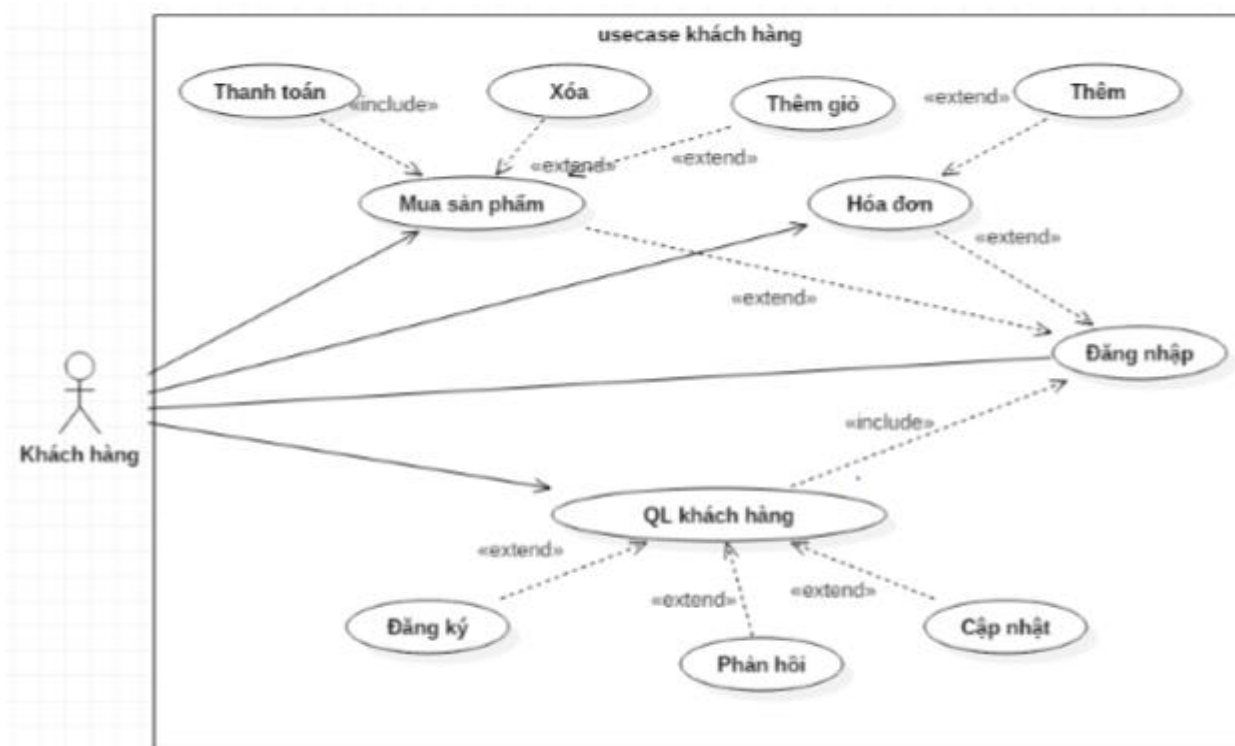 usecase khách hàng
Thanh toán
«include»
Xóa
Thêm giỏ
«extend»
Thêm
«extend»
«extend»
Mua sản phẩm
Hóa đơn
«extend»
«extend»
Đăng nhập
«include»
Khách hàng
QL khách hàng
«extend»
«extend»
«extend»
Đăng ký
Phản hồi
Cập nhật